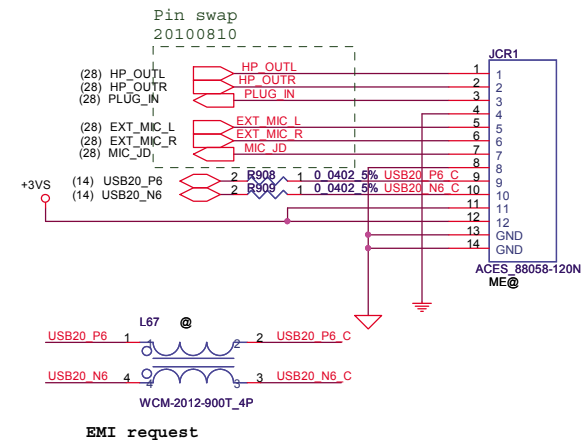 Pin swap
20100810
JCR1
(28) HP_OUTL HP_OUTL 1 1
(28) HP_OUTR HP_OUTR 2 2
(28) PLUG_IN PLUG_IN 3 3
4 4
(28) EXT_MIC_L EXT_MIC_L 5 5
(28) EXT_MIC_R EXT_MIC_R 6 6
(28) MIC_JD MIC_JD 7 7
8 8
+3VS (14) USB20_P6 2 R908 1 0_0402_5% USB20_P6_C 9 9
(14) USB20_N6 2 R909 1 0_0402_5% USB20_N6_C 10 10
11 11
12 12
13 GND
14 GND
ACES_88058-120N
ME@
L67 @
USB20_P6 1 1 2 2 USB20_P6_C
USB20_N6 4 4 3 3 USB20_N6_C
WCM-2012-900T_4P
EMI request